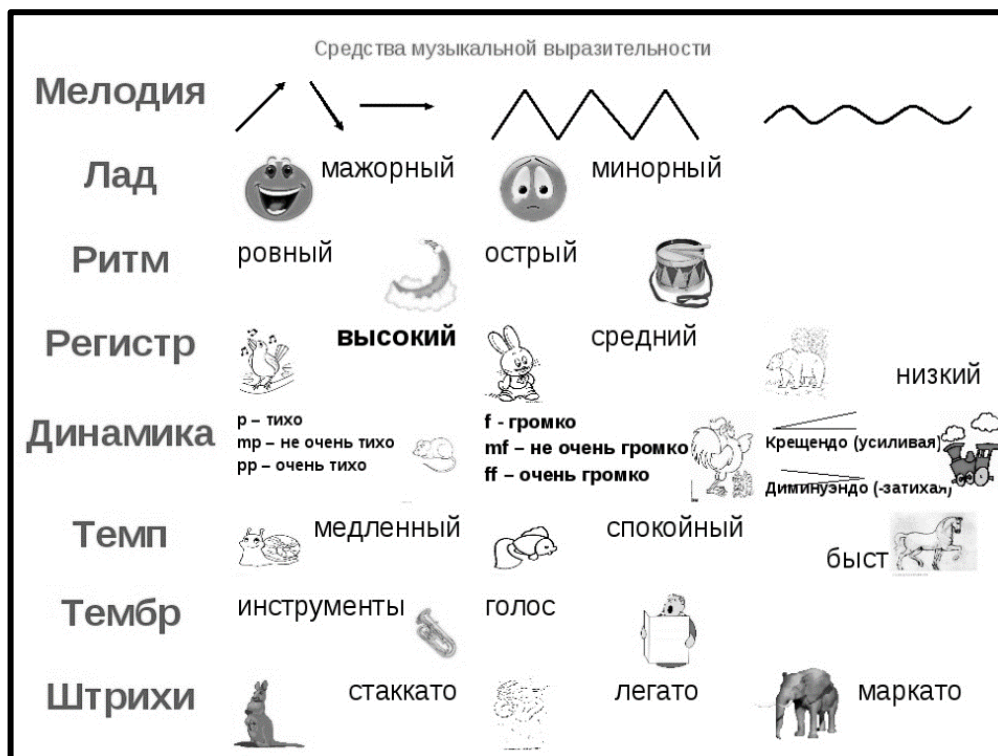 Средства музыкальной выразительности
Мелодия
Лад
мажорный
минорный
Ритм
ровный
острый
Регистр
высокий
средний
низкий
Динамика
p – тихо
mp – не очень тихо
pp – очень тихо
f - громко
mf – не очень громко
ff – очень громко
Крещендо (усиливая)
Диминуэндо (-затихая)
Темп
медленный
спокойный
быст
Тембр
инструменты
голос
Штрихи
стаккато
легато
маркато